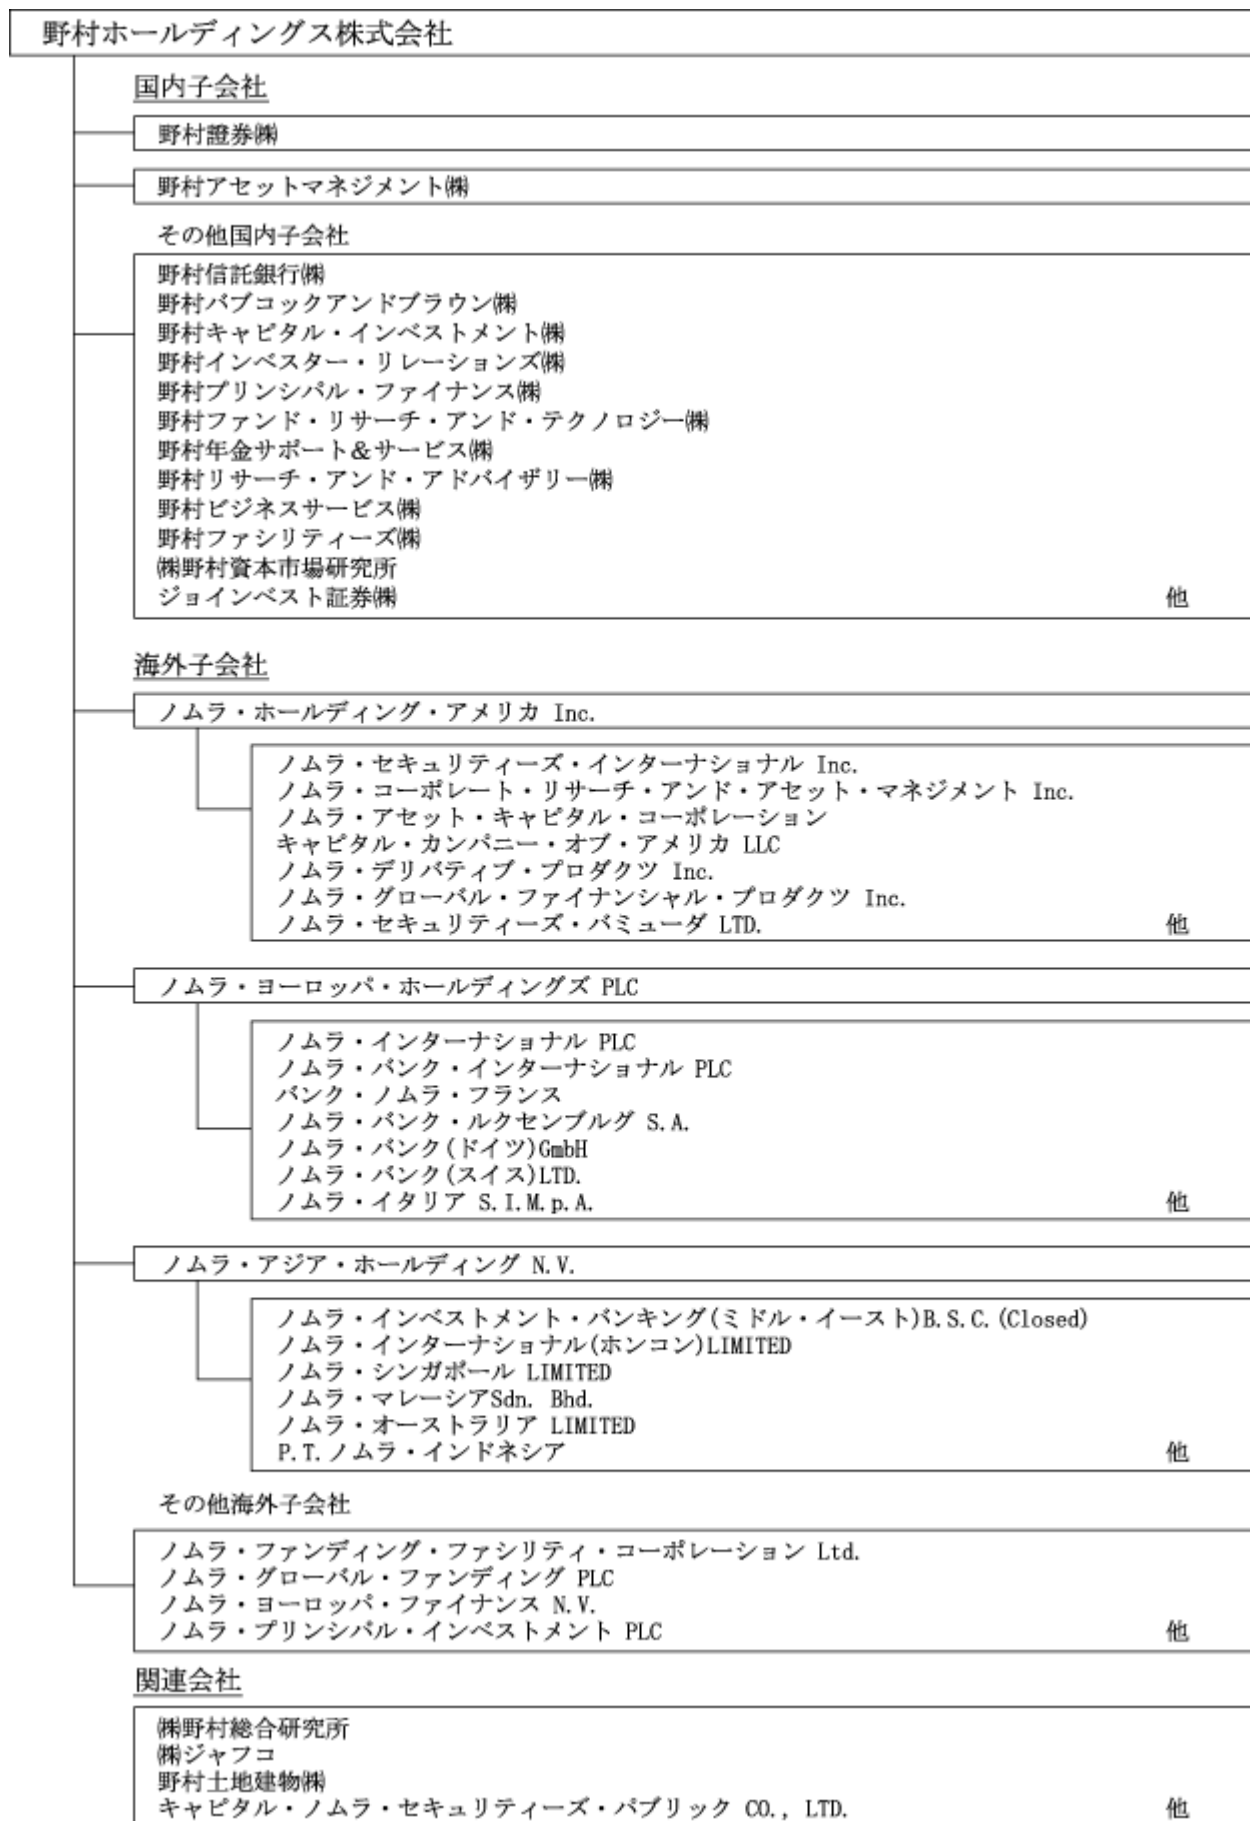 野村ホールディングス株式会社
国内子会社
野村證券㈱
野村アセットマネジメント㈱
その他国内子会社
野村信託銀行㈱
野村バブコックアンドブラウン㈱
野村キャピタル・インベストメント㈱
野村インベスター・リレーションズ㈱
野村プリンシパル・ファイナンス㈱
野村ファンド・リサーチ・アンド・テクノロジー㈱
野村年金サポート＆サービス㈱
野村リサーチ・アンド・アドバイザリー㈱
野村ビジネスサービス㈱
野村ファシリティーズ㈱
㈱野村資本市場研究所
ジョインベスト証券㈱ 他
海外子会社
ノムラ・ホールディング・アメリカ Inc.
ノムラ・セキュリティーズ・インターナショナル Inc.
ノムラ・コーポレート・リサーチ・アンド・アセット・マネジメント Inc.
ノムラ・アセット・キャピタル・コーポレーション
キャピタル・カンパニー・オブ・アメリカ LLC
ノムラ・デリバティブ・プロダクツ Inc.
ノムラ・グローバル・ファイナンシャル・プロダクツ Inc.
ノムラ・セキュリティーズ・バミューダ LTD. 他
ノムラ・ヨーロッパ・ホールディングズ PLC
ノムラ・インターナショナル PLC
ノムラ・バンク・インターナショナル PLC
バンク・ノムラ・フランス
ノムラ・バンク・ルクセンブルグ S.A.
ノムラ・バンク(ドイツ)GmbH
ノムラ・バンク(スイス)LTD.
ノムラ・イタリア S.I.M.p.A. 他
ノムラ・アジア・ホールディング N.V.
ノムラ・インベストメント・バンキング(ミドル・イースト)B.S.C.(Closed)
ノムラ・インターナショナル(ホンコン)LIMITED
ノムラ・シンガポール LIMITED
ノムラ・マレーシアSdn. Bhd.
ノムラ・オーストラリア LIMITED
P.T.ノムラ・インドネシア 他
その他海外子会社
ノムラ・ファンディング・ファシリティ・コーポレーション Ltd.
ノムラ・グローバル・ファンディング PLC
ノムラ・ヨーロッパ・ファイナンス N.V.
ノムラ・プリンシパル・インベストメント PLC 他
関連会社
㈱野村総合研究所
㈱ジャフコ
野村土地建物㈱
キャピタル・ノムラ・セキュリティーズ・パブリック CO., LTD. 他